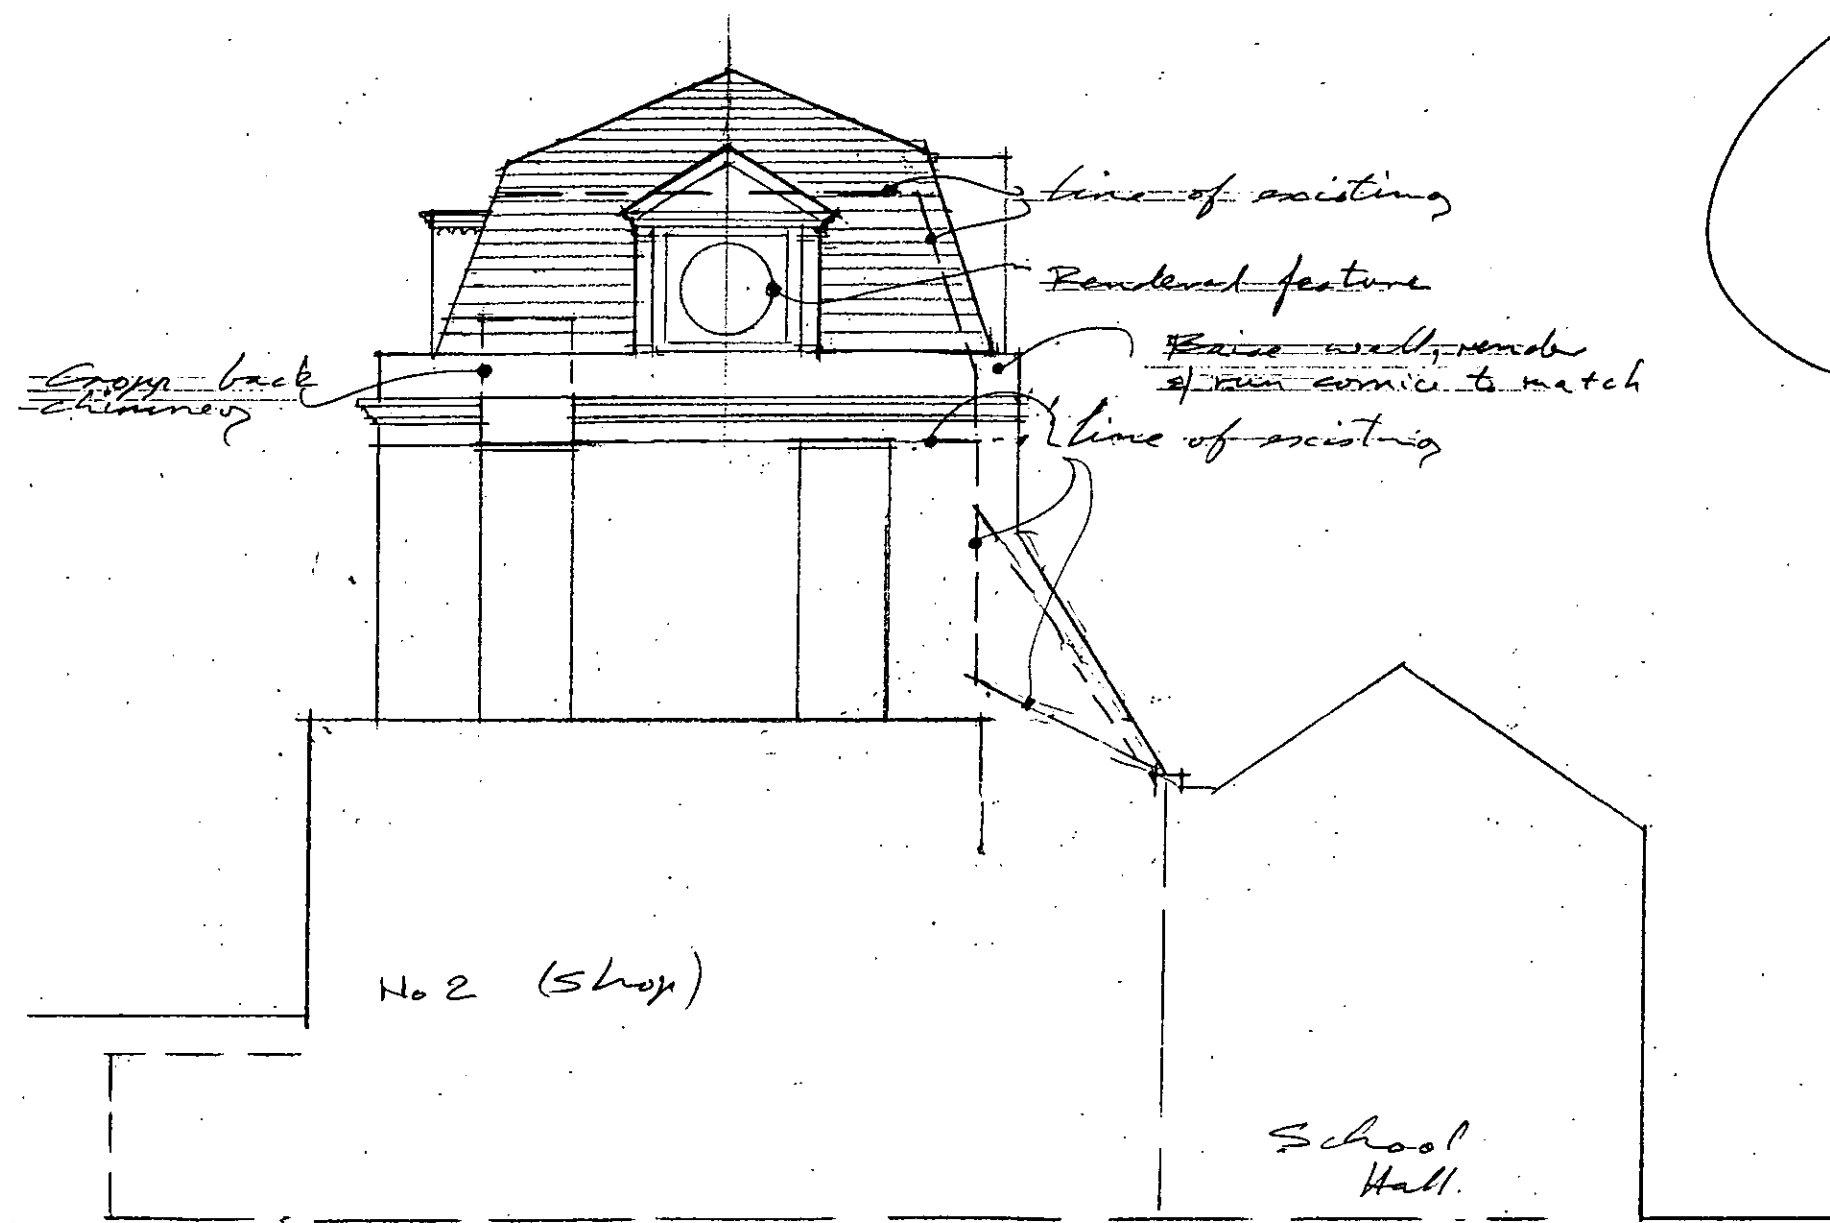 line of existing
Rendered feature
Raise wall, render
& run cornice to match
Cropp back
chimney
line of existing
No 2 (Shop)
School
Hall.